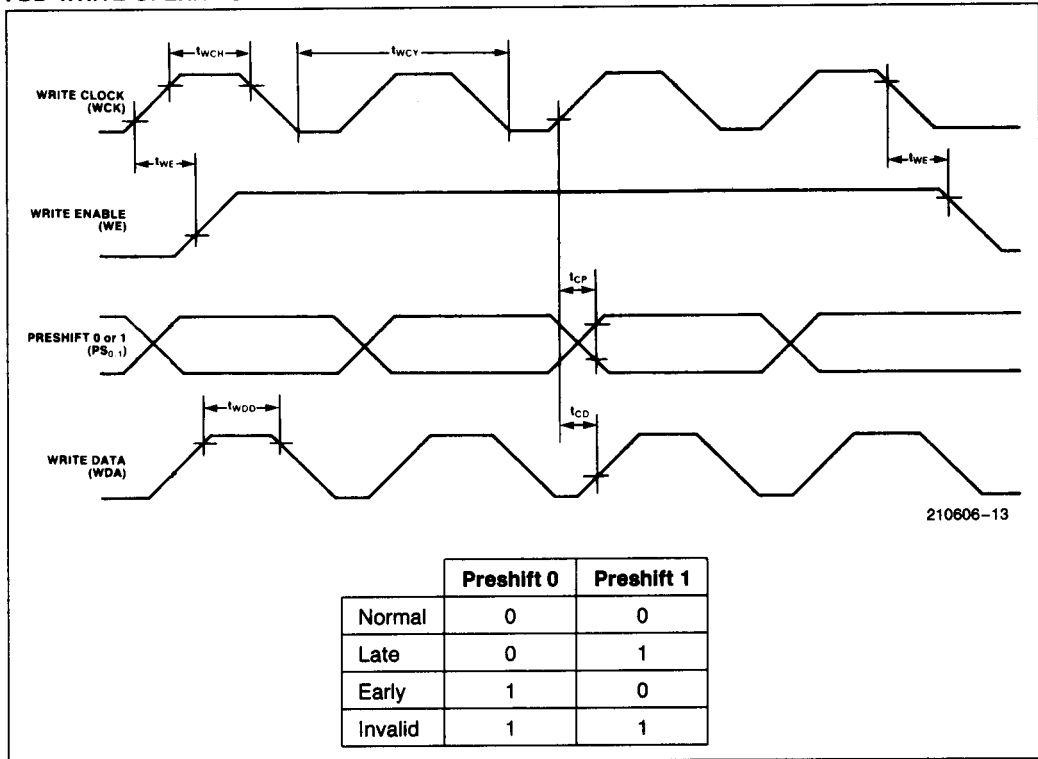 tWCH
tWCY
WRITE CLOCK
(WCK)
tWE
tWE
WRITE ENABLE
(WE)
tCP
PRESHIFT 0 or 1
(PS0, 1)
tWDD
tCD
WRITE DATA
(WDA)
210606–13
Preshift 0 Preshift 1
Normal 0 0
Late 0 1
Early 1 0
Invalid 1 1